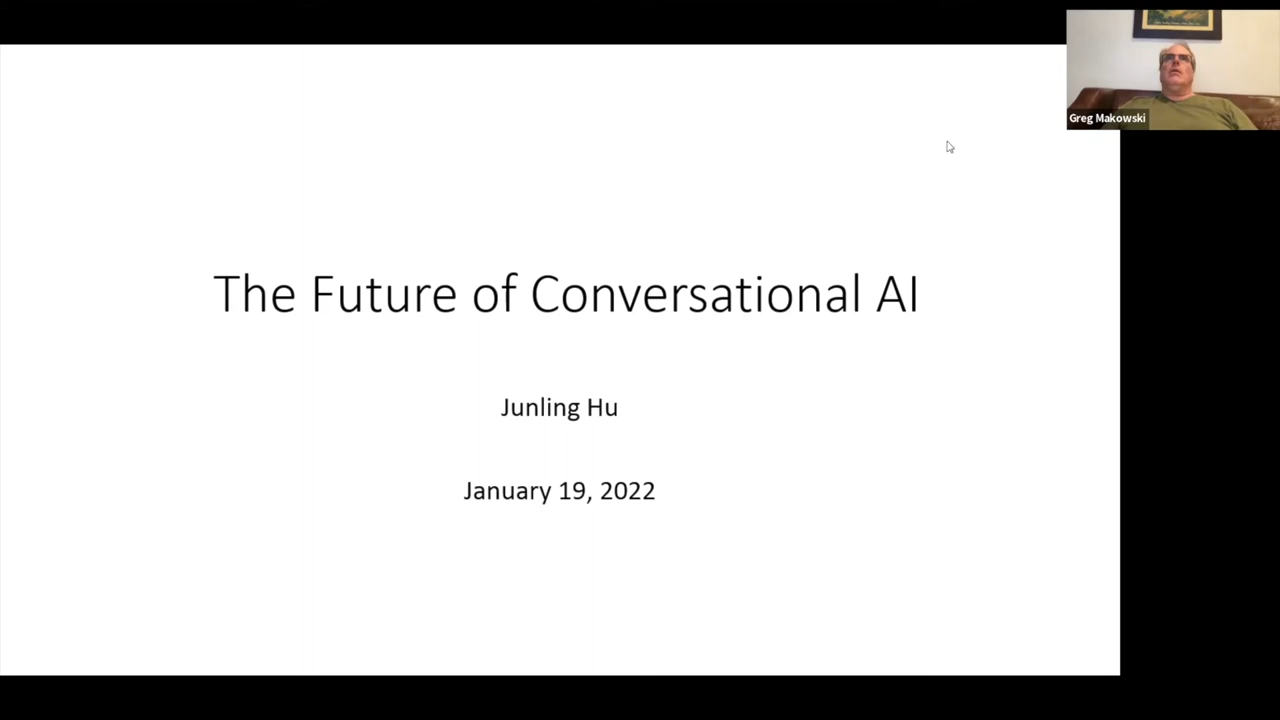 The Future of Conversational AI
Junling Hu
January 19, 2022
Greg Makowski